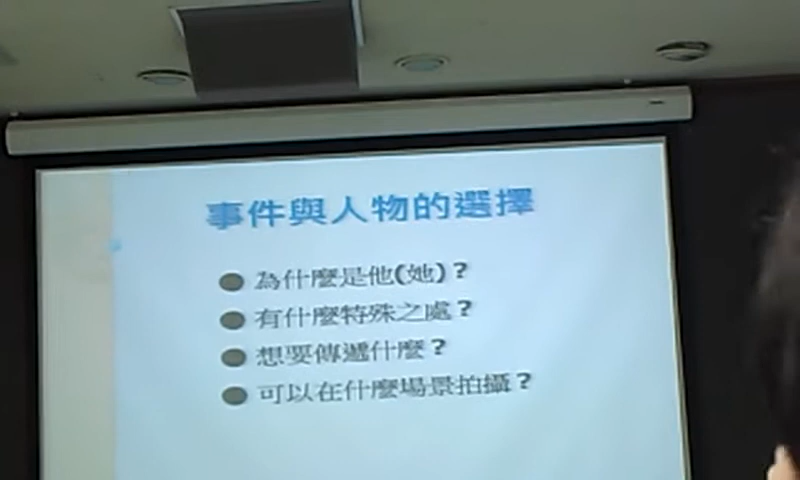 事件與人物的選擇
為什麼是他(她)?
有什麼特殊之處?
想要傳遞什麼?
可以在什麼場景拍攝?